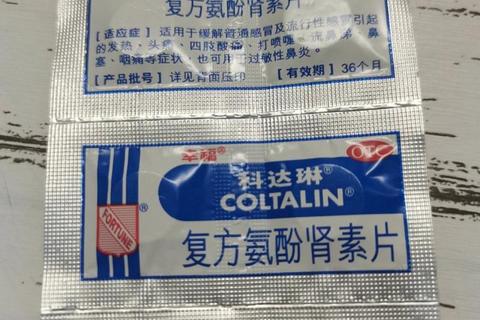 复方氨酚肾素片
[适应症] 适用于缓解普通感冒及流行性感冒引起
的发热、头痛、四肢酸痛、打喷嚏、流鼻涕、鼻
塞、咽痛等症状，也可用于过敏性鼻炎。
[产品批号] 详见背面压印 [有效期] 36个月
幸福®
OTC
科达琳®
COLTALIN®
FORTUNE ®
复方氨酚肾素片